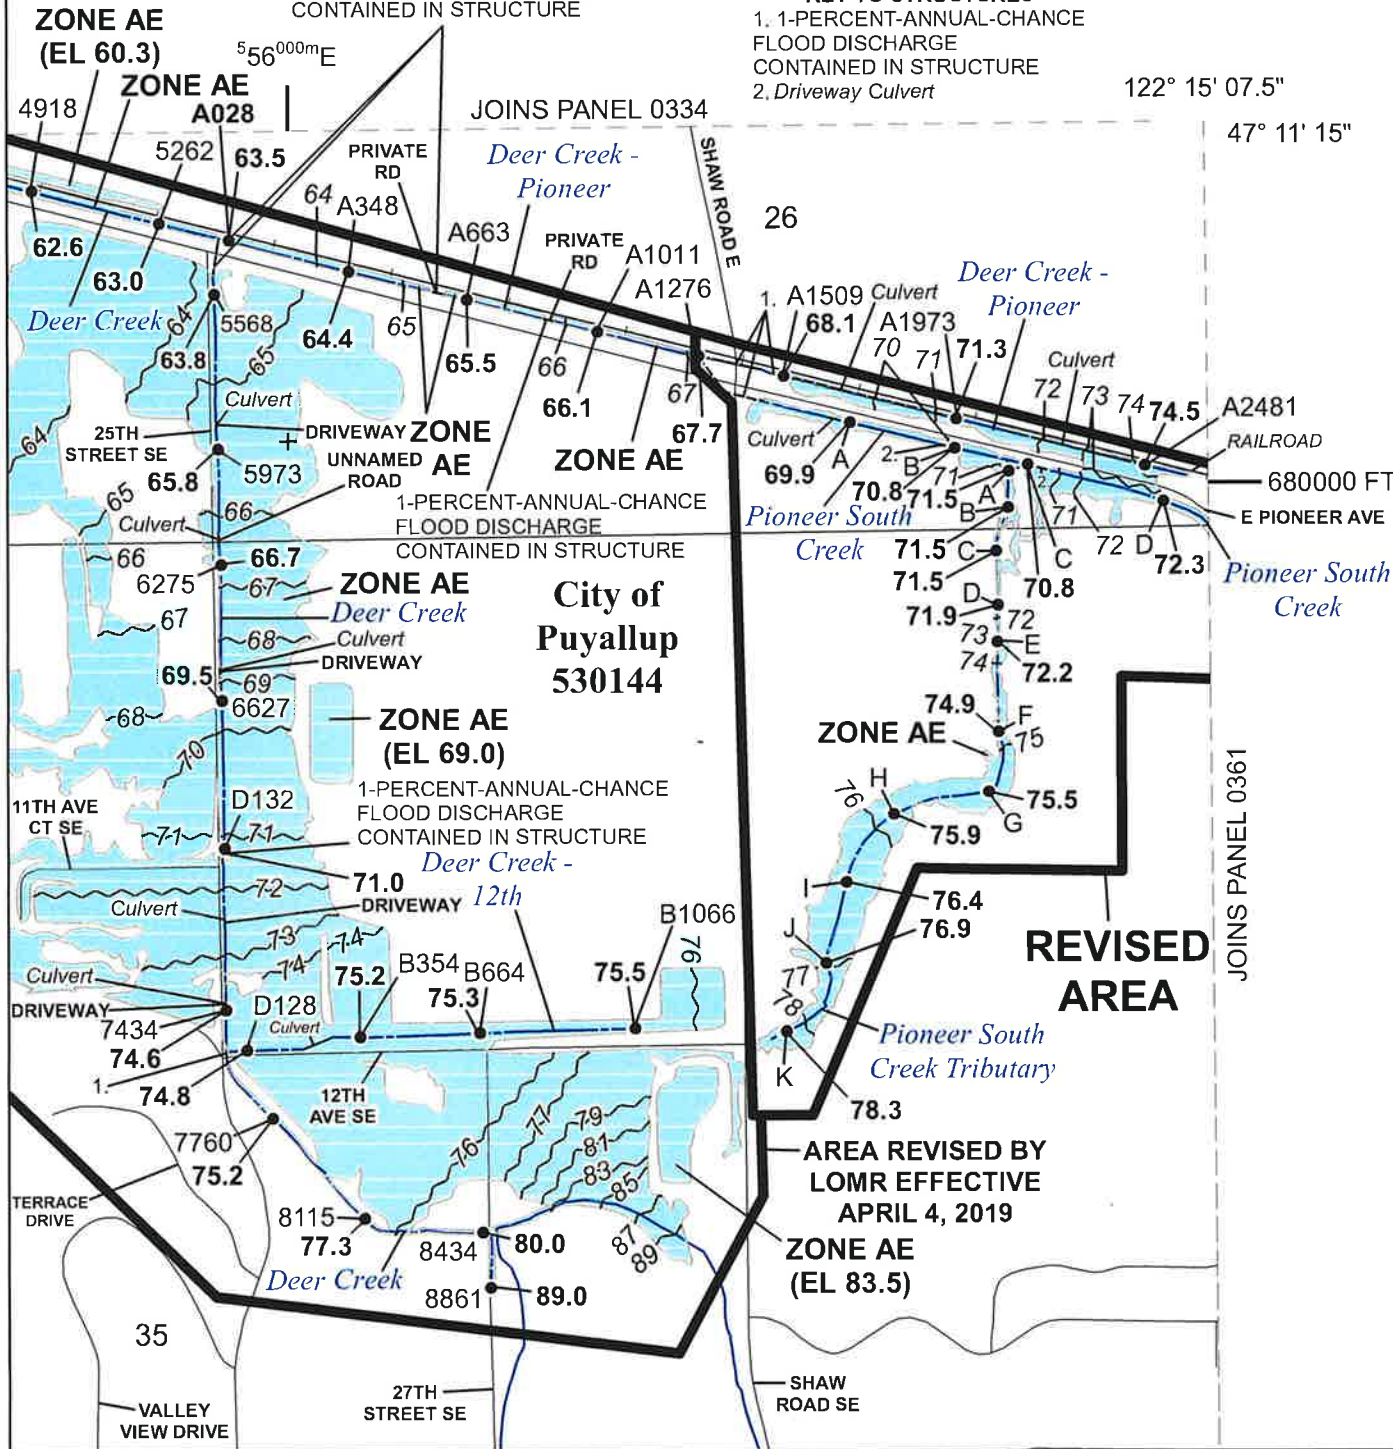 CONTAINED IN STRUCTURE
ZONE AE
(EL 60.3)
⁵56⁰⁰⁰ᵐE
1. 1-PERCENT-ANNUAL-CHANCE
FLOOD DISCHARGE
CONTAINED IN STRUCTURE
2. Driveway Culvert
122° 15' 07.5"
47° 11' 15"
JOINS PANEL 0334
ZONE AE
4918
A028
5262
63.5
PRIVATE
RD
Deer Creek -
Pioneer
SHAW ROAD E
26
64
A348
A663
PRIVATE
RD
A1011
A1276
1.
A1509
68.1
Culvert
A1973
Deer Creek -
Pioneer
62.6
63.0
Deer Creek
64
63.8
5568
65
64.4
65
65.5
66
66.1
67
67.7
70
71
71.3
Culvert
72
73
74
74.5
A2481
RAILROAD
680000 FT
E PIONEER AVE
Culvert
64
25TH
STREET SE
DRIVEWAY
ZONE
AE
ZONE AE
65.8
5973
UNNAMED
ROAD
Culvert
69.9
A
2.
B
70.8
71
71.5
A
B
2
71
C
72
D
72.3
Pioneer South
Creek
Pioneer South
Creek
65
Culvert
66
66
1-PERCENT-ANNUAL-CHANCE
FLOOD DISCHARGE
CONTAINED IN STRUCTURE
66.7
6275
67
ZONE AE
Deer Creek
71.5
C
71.5
70.8
D
71.9
72
73
E
74
72.2
City of
Puyallup
530144
67
68
Culvert
DRIVEWAY
69.5
69
6627
68
70
ZONE AE
(EL 69.0)
74.9
F
75
ZONE AE
H
76
75.5
G
75.9
JOINS PANEL 0361
11TH AVE
CT SE
D132
71
71
1-PERCENT-ANNUAL-CHANCE
FLOOD DISCHARGE
CONTAINED IN STRUCTURE
71.0
Deer Creek -
12th
72
Culvert
DRIVEWAY
I
76.4
J
76.9
REVISED
AREA
73
74
74
B1066
76
75.2
B354
B664
75.3
75.5
77
78
Culvert
DRIVEWAY
7434
74.6
D128
Culvert
1.
74.8
12TH
AVE SE
K
Pioneer South
Creek Tributary
78.3
7760
75.2
76
77
79
81
83
85
87
89
AREA REVISED BY
LOMR EFFECTIVE
APRIL 4, 2019
TERRACE
DRIVE
8115
77.3
8434
80.0
Deer Creek
8861
89.0
ZONE AE
(EL 83.5)
35
VALLEY
VIEW DRIVE
27TH
STREET SE
SHAW
ROAD SE